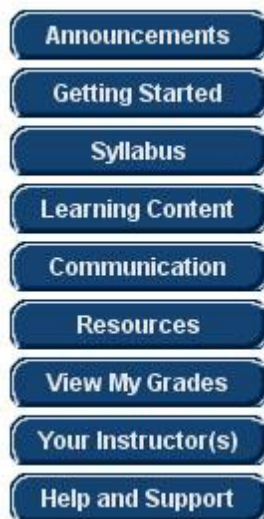 Announcements
Getting Started
Syllabus
Learning Content
Communication
Resources
View My Grades
Your Instructor(s)
Help and Support